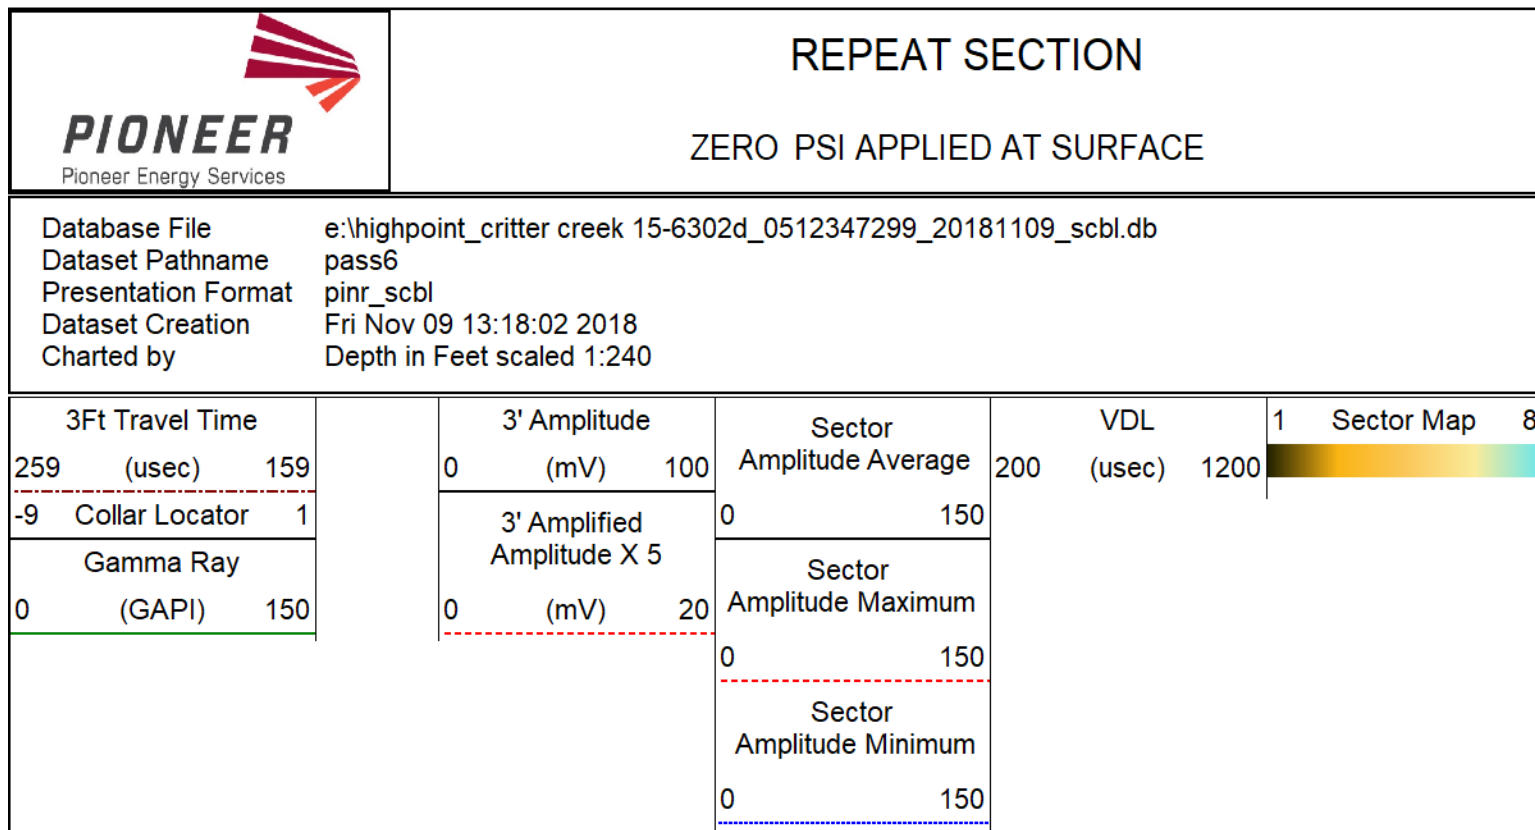 PIONEER
Pioneer Energy Services
REPEAT SECTION
ZERO PSI APPLIED AT SURFACE
Database File e:\highpoint_critter creek 15-6302d_0512347299_20181109_scbl.db
Dataset Pathname pass6
Presentation Format pinr_scbl
Dataset Creation Fri Nov 09 13:18:02 2018
Charted by Depth in Feet scaled 1:240
3Ft Travel Time
259 (usec) 159
-9 Collar Locator 1
Gamma Ray
0 (GAPI) 150
3' Amplitude
0 (mV) 100
3' Amplified
Amplitude X 5
0 (mV) 20
Sector
Amplitude Average
0 150
Sector
Amplitude Maximum
0 150
Sector
Amplitude Minimum
0 150
VDL
200 (usec) 1200
1 Sector Map 8